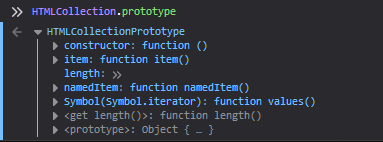 HTMLCollection.prototype
HTMLCollectionPrototype
constructor: function ()
item: function item()
length:
namedItem: function namedItem()
Symbol(Symbol.iterator): function values()
<get length()>: function length()
<prototype>: Object { … }